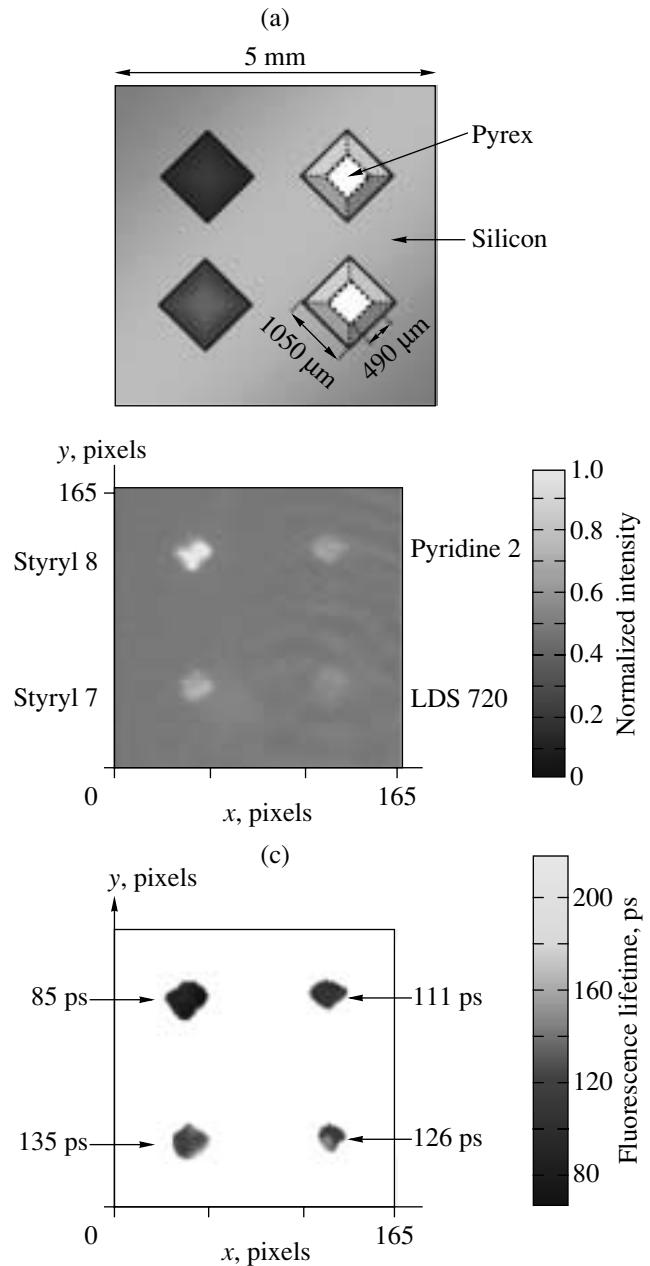 (a)
5 mm
Pyrex
Silicon
1050 μm
490 μm
y, pixels
165
Styryl 8
Pyridine 2
Styryl 7
LDS 720
0
165
x, pixels
1.0
0.8
0.6
0.4
0.2
0
Normalized intensity
(c)
y, pixels
85 ps
111 ps
135 ps
126 ps
0
165
x, pixels
200
160
120
80
Fluorescence lifetime, ps